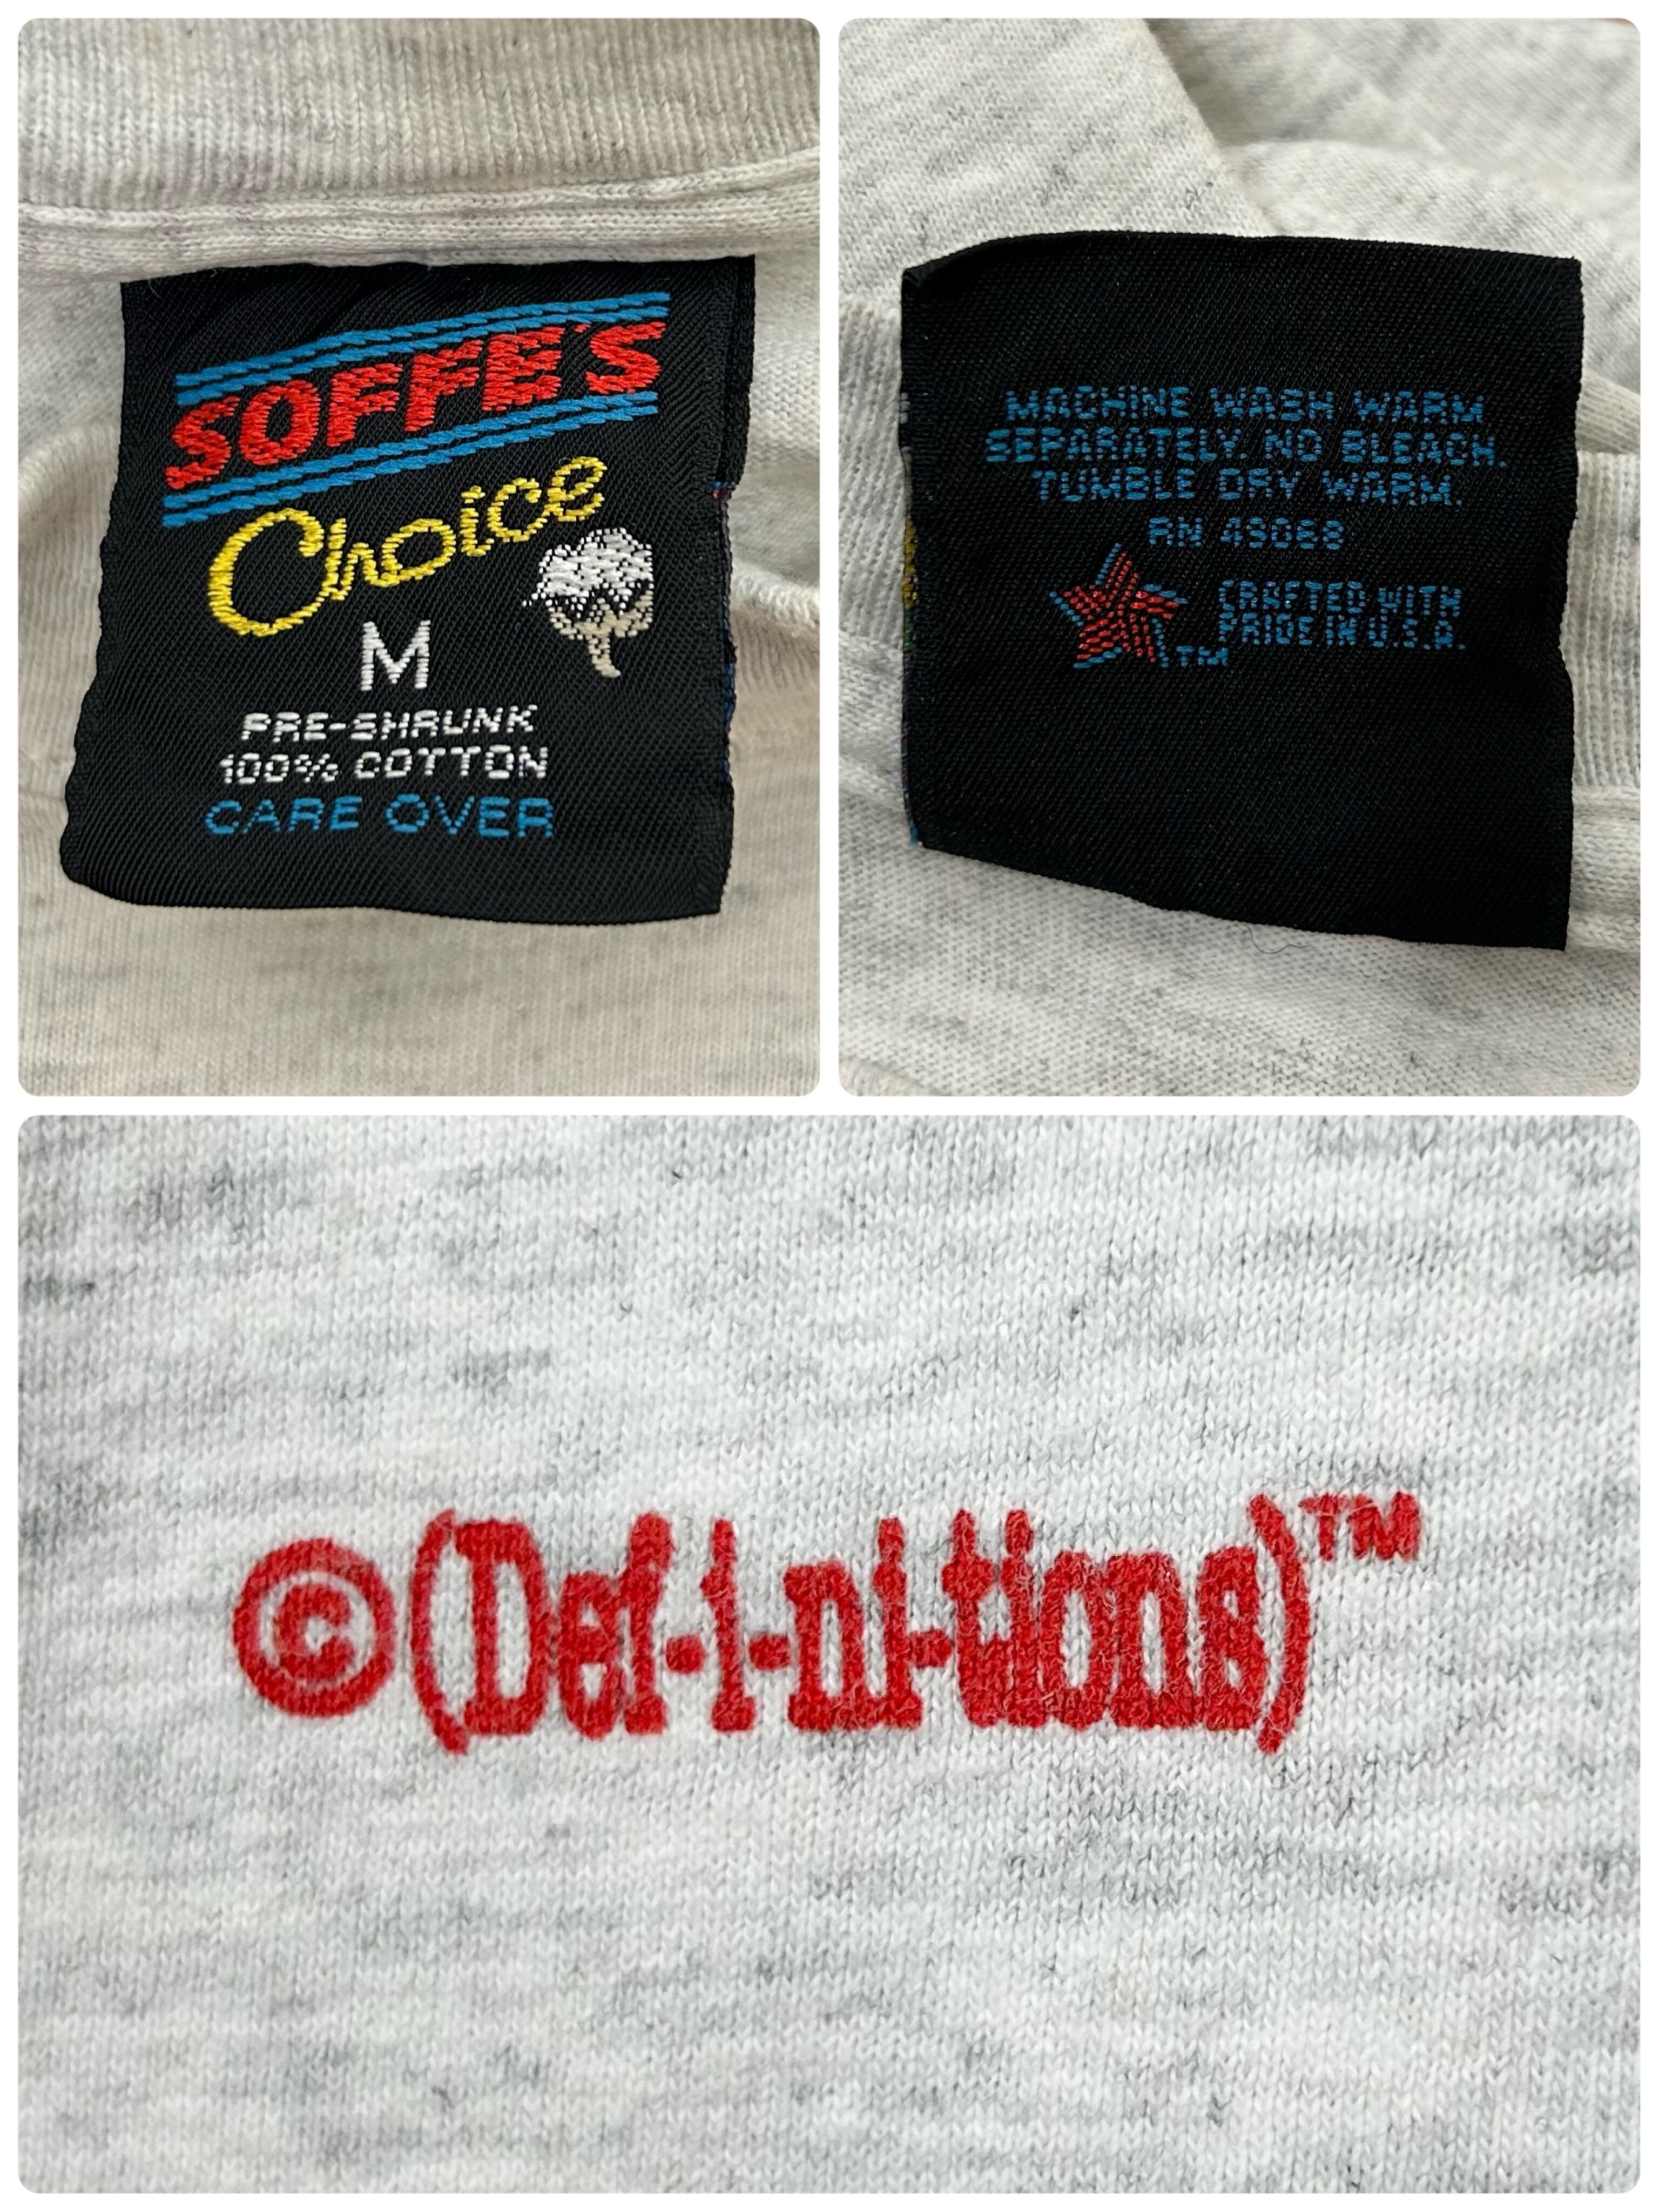 SOFFE'S
Choice
M
PRE-SHRUNK
100% COTTON
CARE OVER
MACHINE WASH WARM
SEPARATELY. NO BLEACH.
TUMBLE DRY WARM.
RN 49068
CRAFTED WITH
PRIDE IN U.S.A.
TM
©(Def-i-ni-tions)™